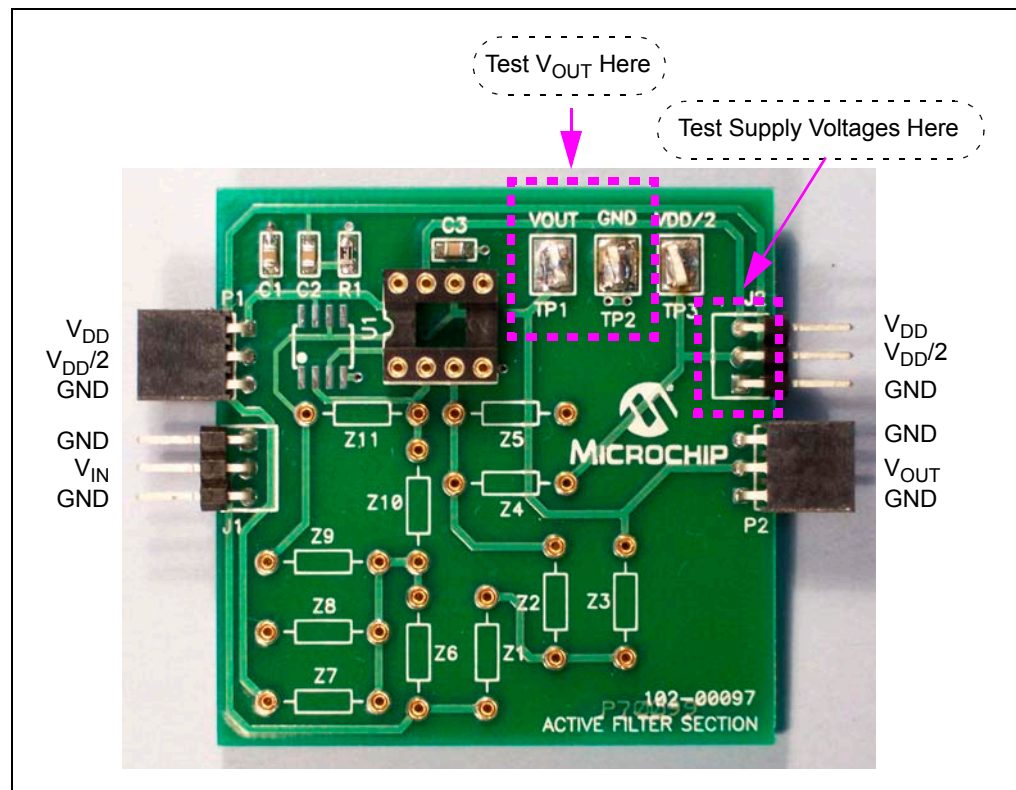 Test VOUT Here
Test Supply Voltages Here
VOUT GND VDD/2
C3
C1 C2 R1
TP1 TP2 TP3
P1
J2
U1
VDD
VDD/2
GND
VDD
VDD/2
GND
Z11
Z5
MICROCHIP
GND
VIN
GND
GND
VOUT
GND
J1
Z10
Z4
P2
Z9
Z8
Z7
Z6
Z1
Z2
Z3
102-00097
ACTIVE FILTER SECTION